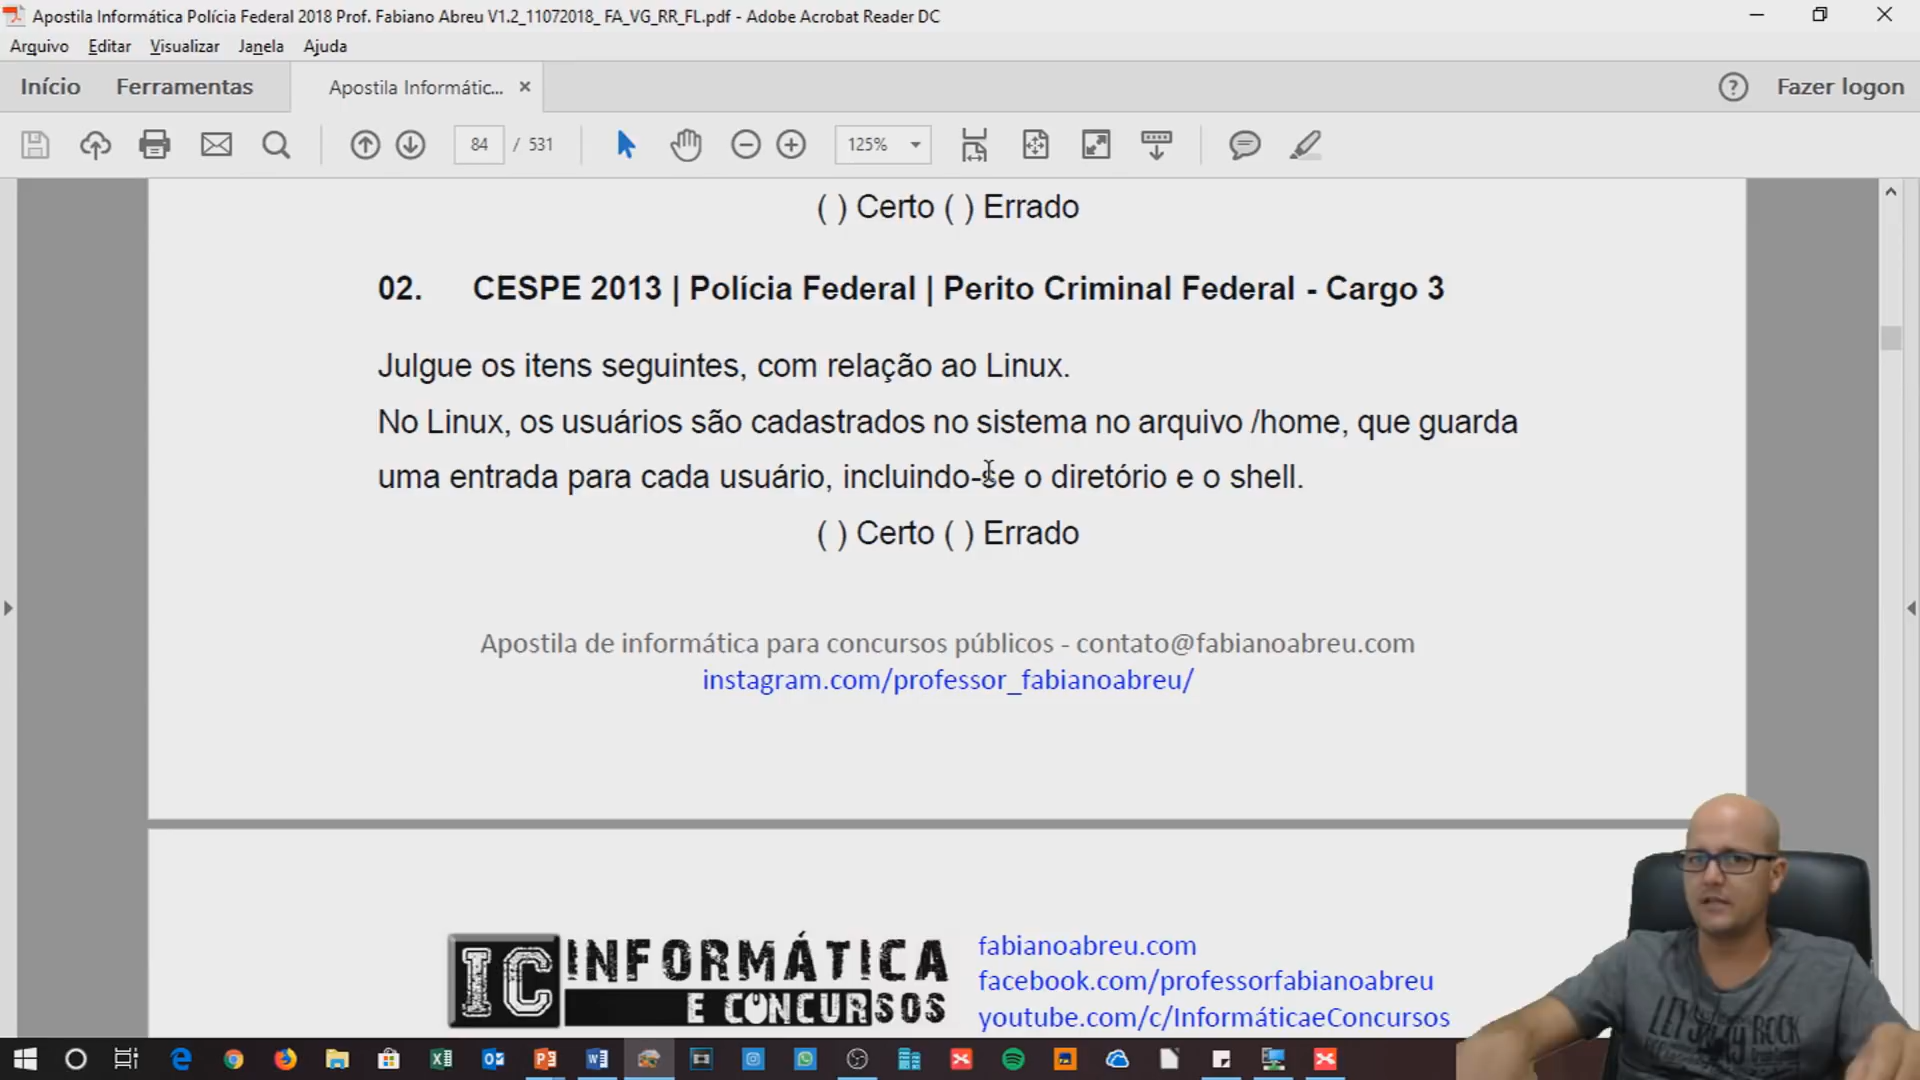 Apostila Informática Polícia Federal 2018 Prof. Fabiano Abreu V1.2_11072018_ FA_VG_RR_FL.pdf - Adobe Acrobat Reader DC
Arquivo Editar Visualizar Janela Ajuda
Início Ferramentas Apostila Informátic... × ? Fazer logon
84 / 531 125%
( ) Certo ( ) Errado
02. CESPE 2013 | Polícia Federal | Perito Criminal Federal - Cargo 3
Julgue os itens seguintes, com relação ao Linux.
No Linux, os usuários são cadastrados no sistema no arquivo /home, que guarda
uma entrada para cada usuário, incluindo-se o diretório e o shell.
( ) Certo ( ) Errado
Apostila de informática para concursos públicos - contato@fabianoabreu.com
instagram.com/professor_fabianoabreu/
IC INFORMÁTICA
E CONCURSOS
fabianoabreu.com
facebook.com/professorfabianoabreu
youtube.com/c/InformáticaeConcursos